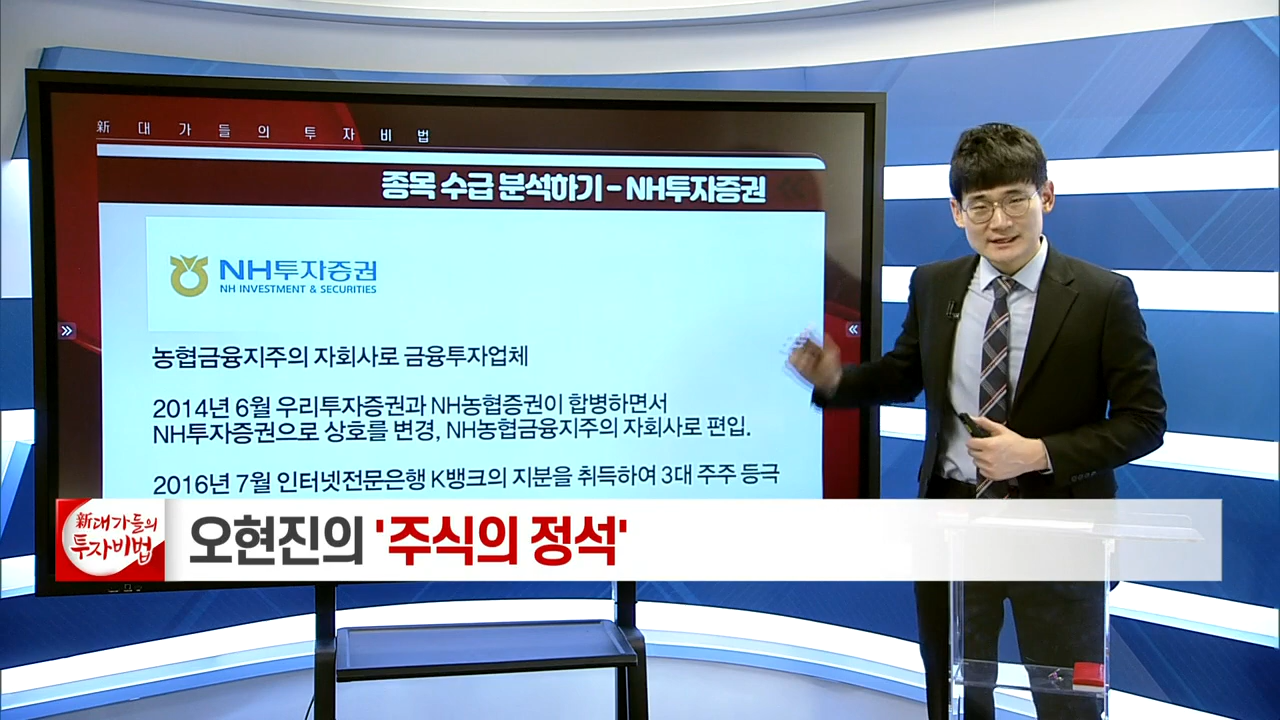 新 대 가 들 의 투 자 비 법
종목 수급 분석하기 - NH투자증권
NH투자증권
NH INVESTMENT & SECURITIES
농협금융지주의 자회사로 금융투자업체
2014년 6월 우리투자증권과 NH농협증권이 합병하면서
NH투자증권으로 상호를 변경, NH농협금융지주의 자회사로 편입.
2016년 7월 인터넷전문은행 K뱅크의 지분을 취득하여 3대 주주 등극
新대가들의
투자비법
오현진의 '주식의 정석'